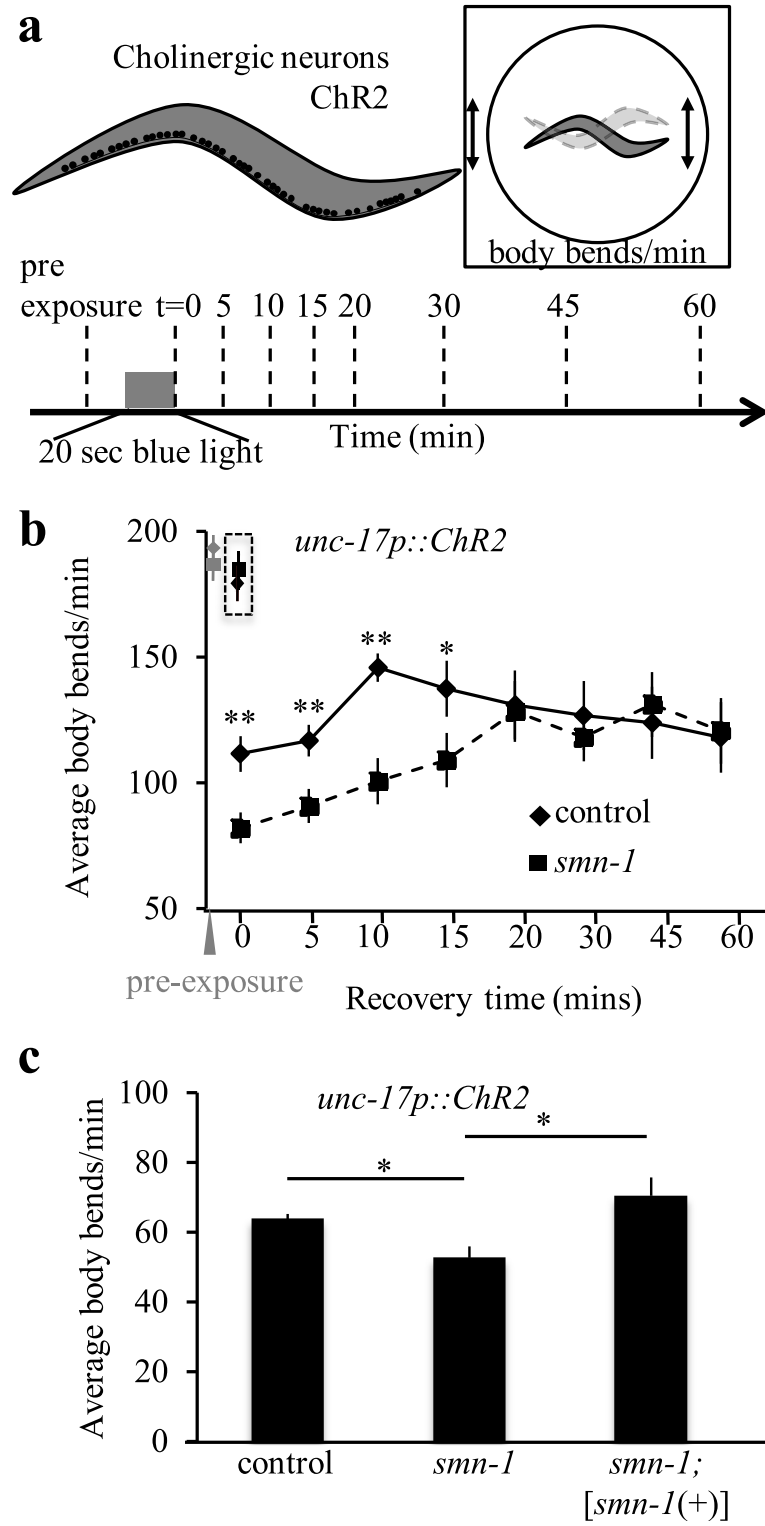 a
Cholinergic neurons
ChR2
body bends/min
pre
exposure t=0 5 10 15 20 30 45 60
20 sec blue light
Time (min)
b
unc-17p::ChR2
Average body bends/min
200
150
100
50
**
**
**
*
control
smn-1
0 5 10 15 20 30 45 60
pre-exposure
Recovery time (mins)
c
unc-17p::ChR2
Average body bends/min
100
80
60
40
20
0
*
*
control
smn-1
smn-1;
[smn-1(+)]